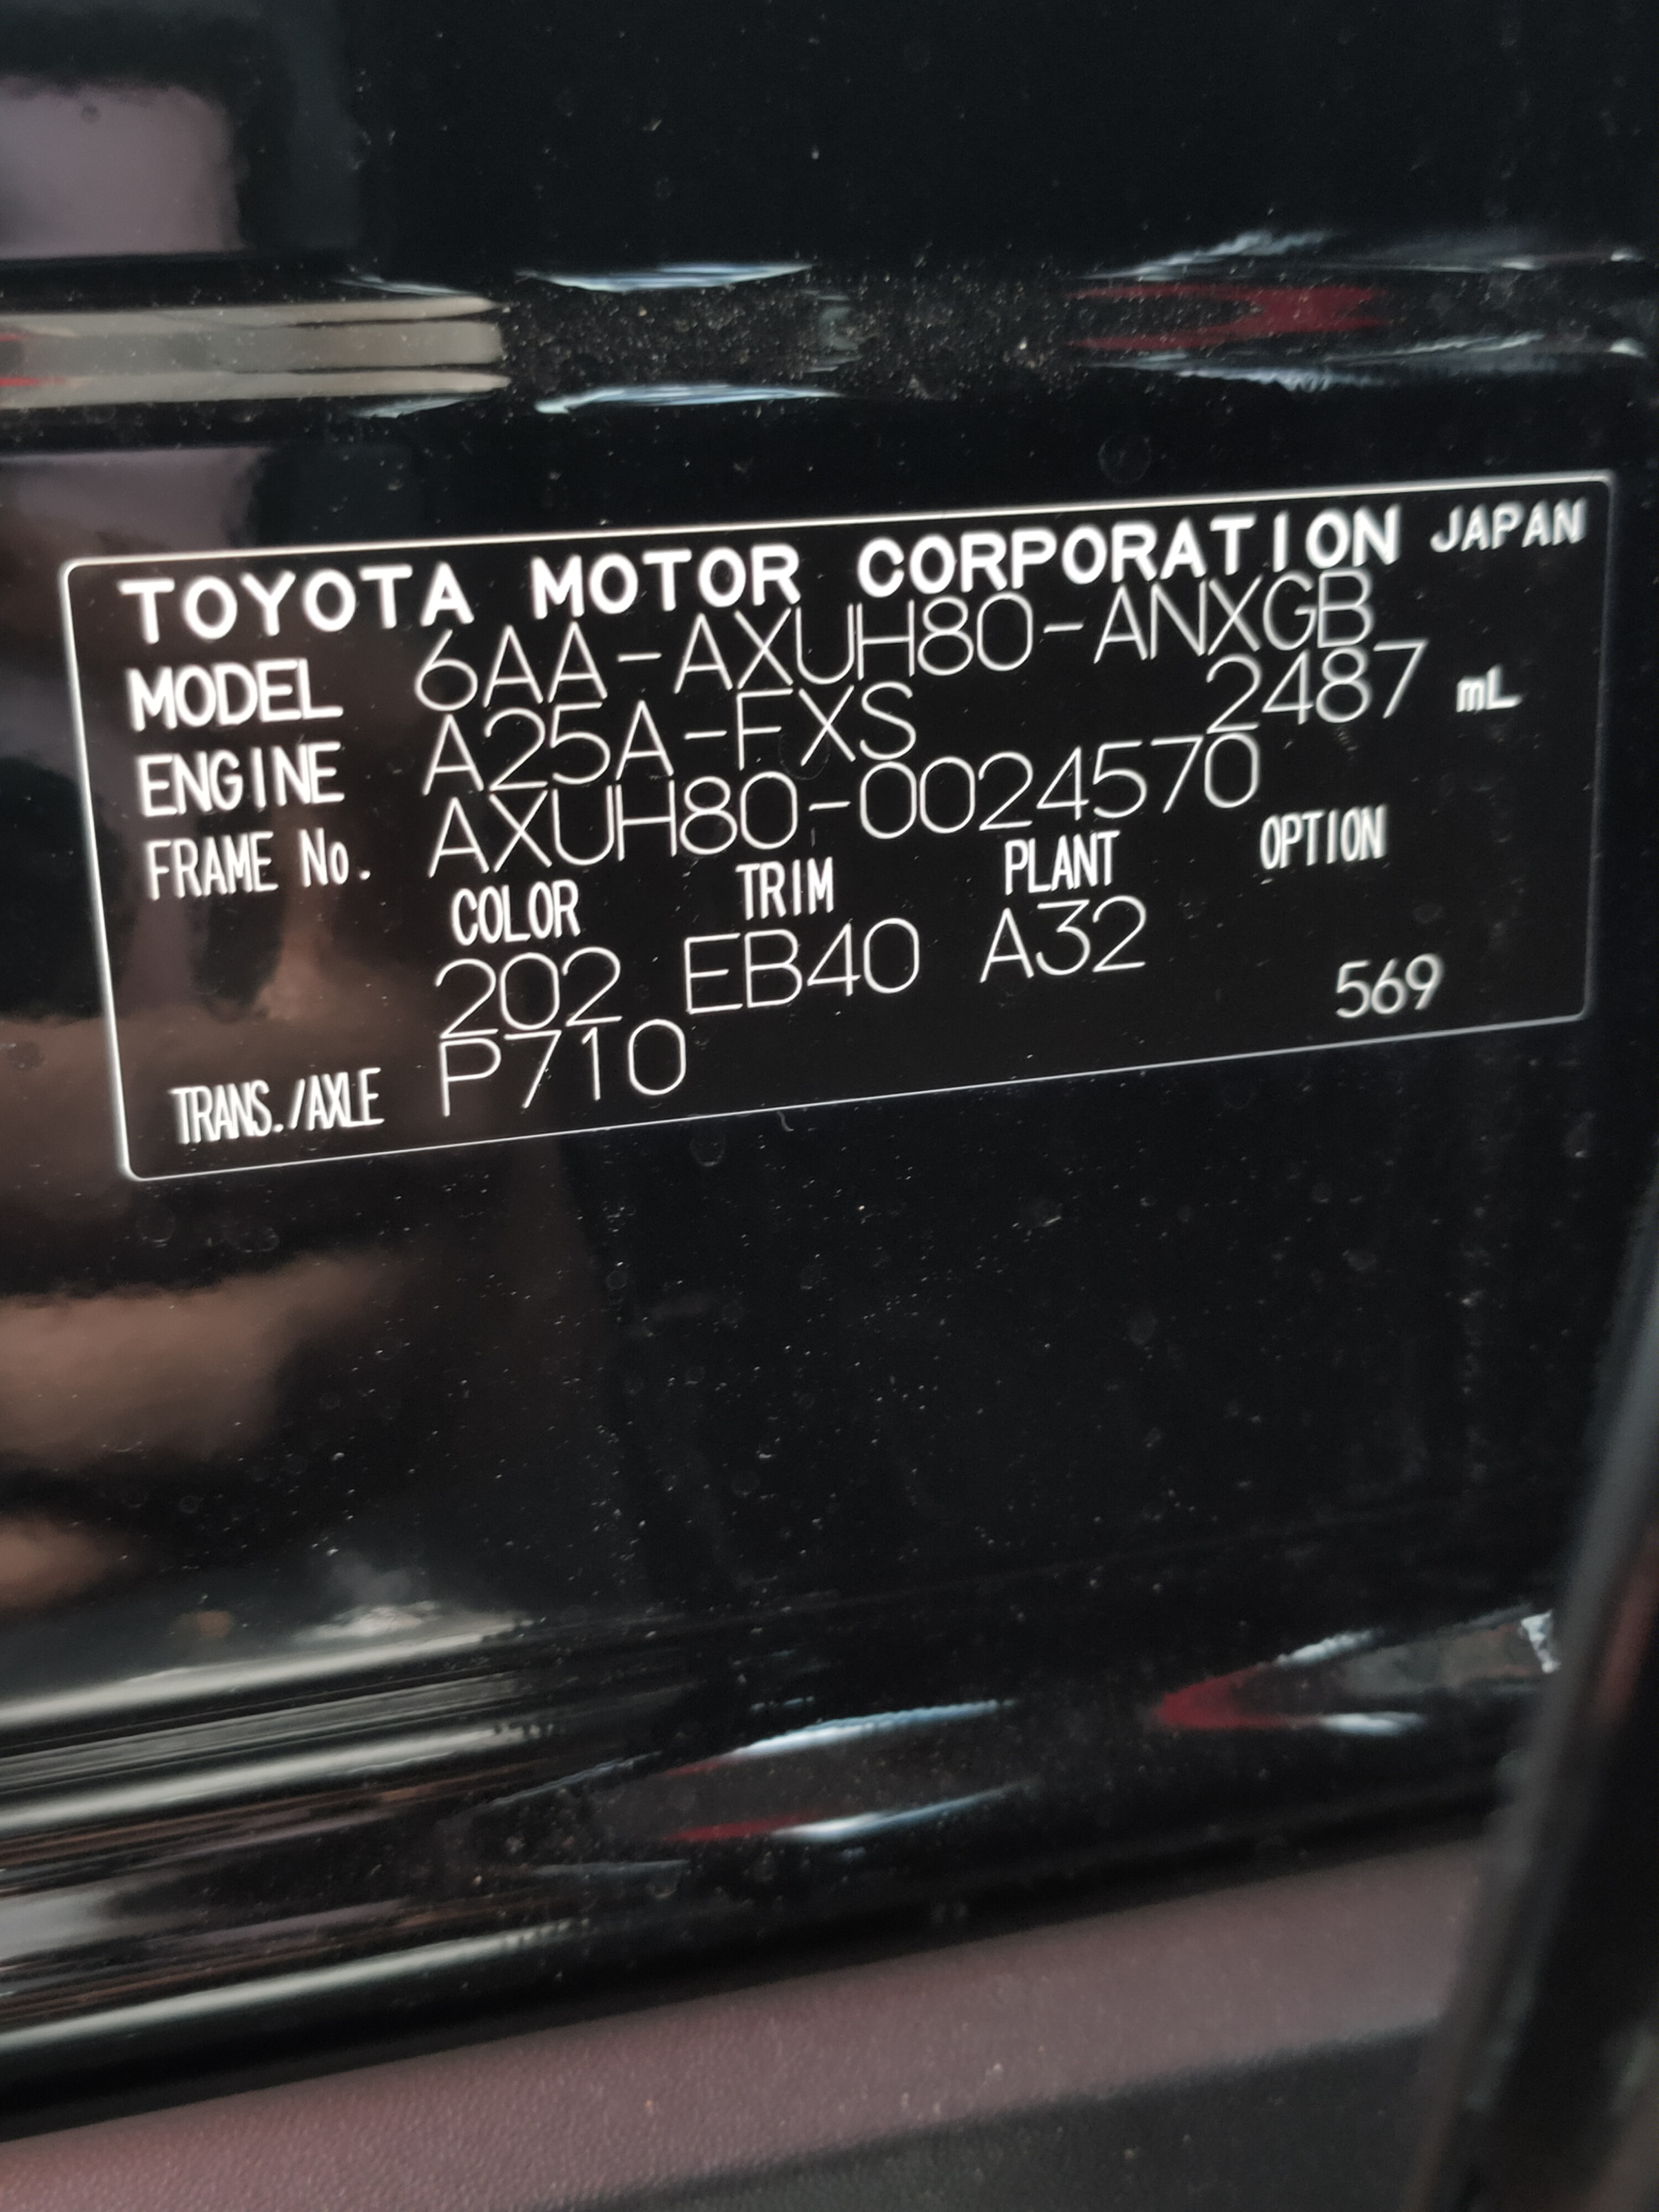 TOYOTA MOTOR CORPORATION JAPAN
MODEL 6AA-AXUH80-ANXGB
ENGINE A25A-FXS 2487 mL
FRAME No. AXUH80-0024570
COLOR TRIM PLANT OPTION
202 EB40 A32
TRANS./AXLE P710 569